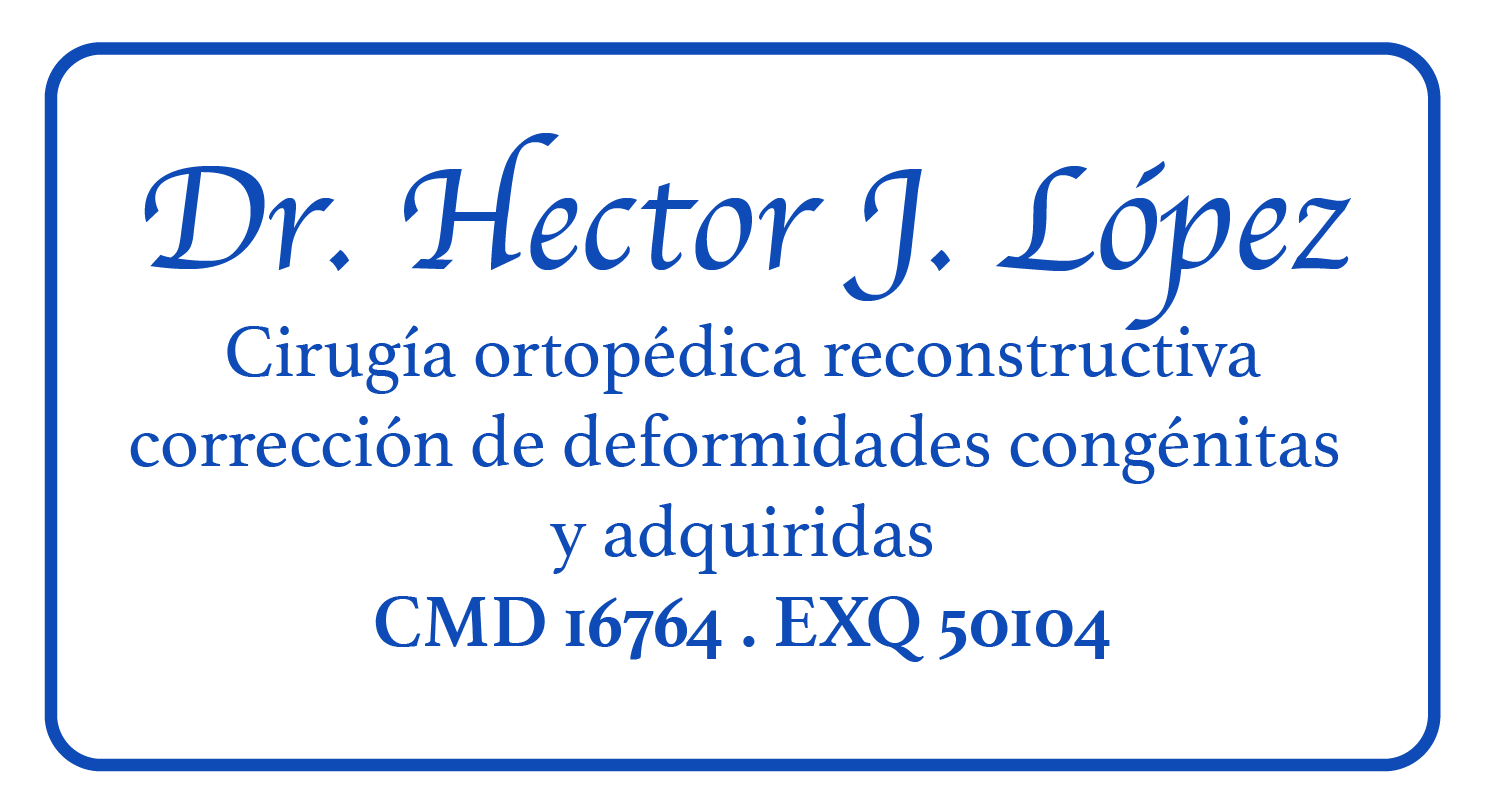 Dr. Hector J. López
Cirugía ortopédica reconstructiva
corrección de deformidades congénitas
y adquiridas
CMD 16764 . EXQ 50104